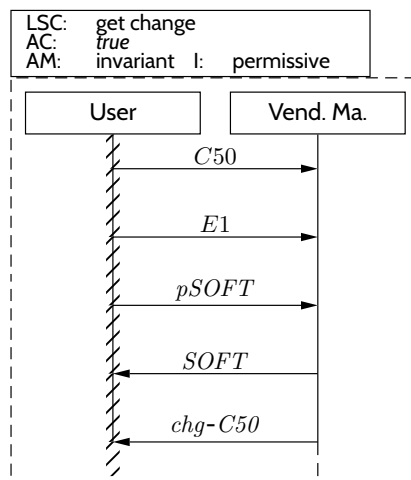 LSC: get change
AC: true
AM: invariant I: permissive
User Vend. Ma.
C50
E1
pSOFT
SOFT
chg-C50